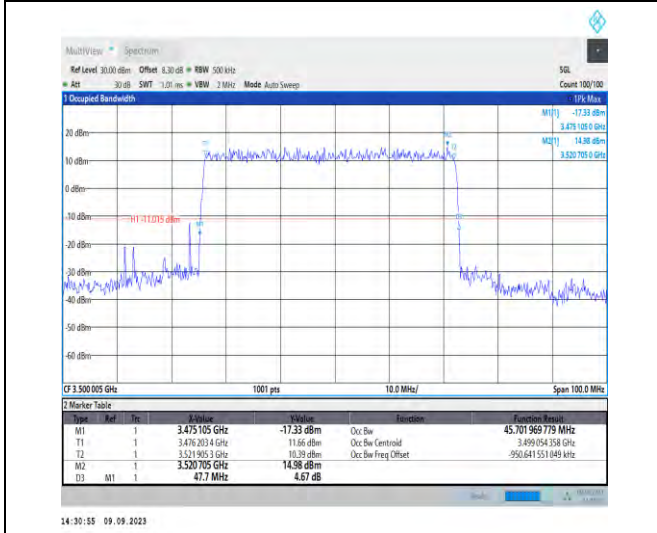 MultiView Spectrum
Ref Level 30.00 dBm Offset 8.30 dB RBW 500 kHz SGL
Att 30 dB SWT 1.01 ms VBW 2 MHz Mode Auto Sweep Count 100/100
1 Occupied Bandwidth 1Pk Max
M1[1] -17.33 dBm
3.475 105 0 GHz
M2[1] 14.98 dBm
3.520 705 0 GHz
20 dBm
10 dBm
0 dBm
-10 dBm
H1 -11.015 dBm
-20 dBm
-30 dBm
-40 dBm
-50 dBm
-60 dBm
CF 3.500 005 GHz 1001 pts 10.0 MHz/ Span 100.0 MHz
2 Marker Table
Type Ref Trc X-Value Y-Value Function Function Result
M1 1 3.475 105 GHz -17.33 dBm Occ Bw 45.701 969 779 MHz
T1 1 3.476 203 4 GHz 11.66 dBm Occ Bw Centroid 3.499 054 358 GHz
T2 1 3.521 905 3 GHz 10.39 dBm Occ Bw Freq Offset -950.641 551 049 kHz
M2 1 3.520 705 GHz 14.98 dBm
D3 M1 1 47.7 MHz 4.67 dB
14:30:55 09.09.2023